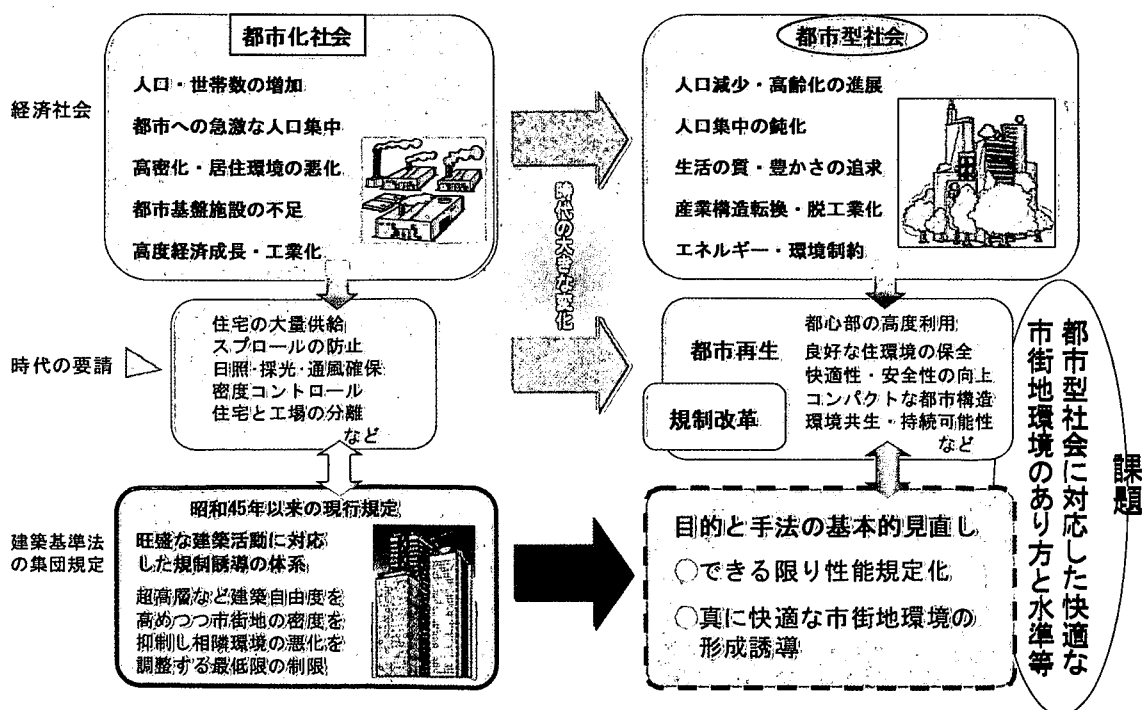 経済社会
都市化社会
人口・世帯数の増加
都市への急激な人口集中
高密化・居住環境の悪化
都市基盤施設の不足
高度経済成長・工業化
時代の大きな変化
都市型社会
人口減少・高齢化の進展
人口集中の鈍化
生活の質・豊かさの追求
産業構造転換・脱工業化
エネルギー・環境制約
時代の要請
住宅の大量供給
スプロールの防止
日照・採光・通風確保
密度コントロール
住宅と工場の分離
など
都市再生
規制改革
都心部の高度利用
良好な住環境の保全
快適性・安全性の向上
コンパクトな都市構造
環境共生・持続可能性
など
建築基準法
の集団規定
昭和45年以来の現行規定
旺盛な建築活動に対応
した規制誘導の体系
超高層など建築自由度を
高めつつ市街地の密度を
抑制し相隣環境の悪化を
調整する最低限の制限
目的と手法の基本的見直し
○できる限り性能規定化
○真に快適な市街地環境の
形成誘導
課題
都市型社会に対応した快適な
市街地環境のあり方と水準等